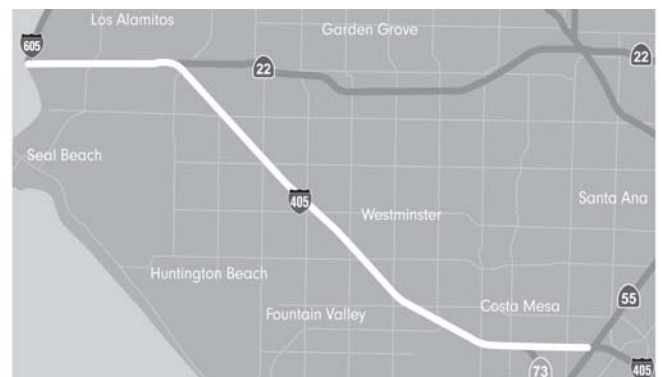 Los Alamitos
Garden Grove
605
22
22
Seal Beach
405
Santa Ana
Westminster
Huntington Beach
55
Costa Mesa
Fountain Valley
73
405